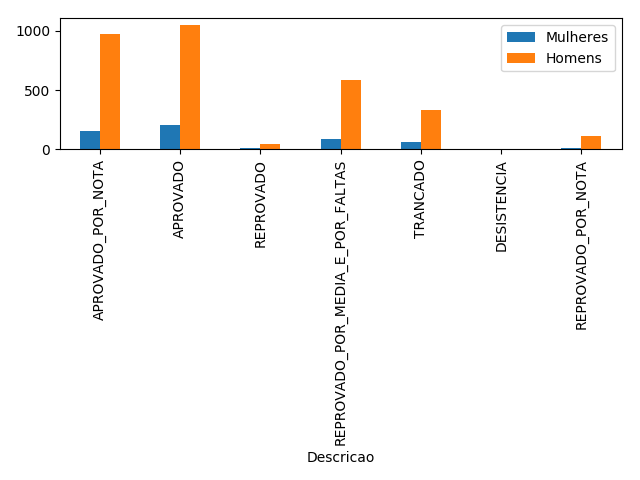 1000
500
0
Mulheres
Homens
APROVADO_POR_NOTA
APROVADO
REPROVADO
REPROVADO_POR_MEDIA_E_POR_FALTAS
TRANCADO
DESISTENCIA
REPROVADO_POR_NOTA
Descricao